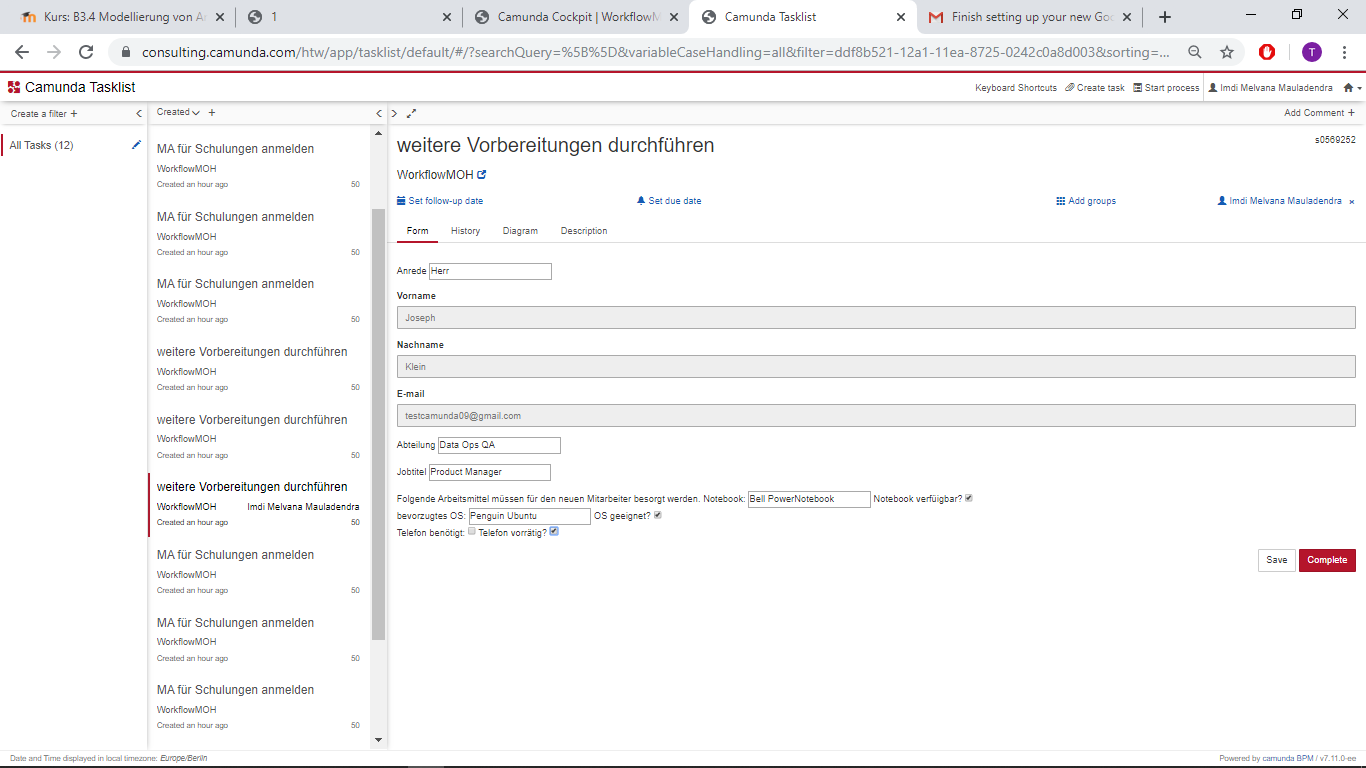 Kurs: B3.4 Modellierung von A
1
Camunda Cockpit | WorkflowM
Camunda Tasklist
Finish setting up your new Goo
consulting.camunda.com/htw/app/tasklist/default/#/?searchQuery=%5B%5D&variableCaseHandling=all&filter=ddf8b521-12a1-11ea-8725-0242c0a8d003&sorting=...
T
Camunda Tasklist
Keyboard Shortcuts Create task Start process Imdi Melvana Mauladendra
Create a filter +
Created +
Add Comment +
All Tasks (12)
MA für Schulungen anmelden
WorkflowMOH
Created an hour ago 50
MA für Schulungen anmelden
WorkflowMOH
Created an hour ago 50
MA für Schulungen anmelden
WorkflowMOH
Created an hour ago 50
weitere Vorbereitungen durchführen
WorkflowMOH
Created an hour ago 50
weitere Vorbereitungen durchführen
WorkflowMOH
Created an hour ago 50
weitere Vorbereitungen durchführen
WorkflowMOH Imdi Melvana Mauladendra
Created an hour ago 50
MA für Schulungen anmelden
WorkflowMOH
Created an hour ago 50
MA für Schulungen anmelden
WorkflowMOH
Created an hour ago 50
MA für Schulungen anmelden
WorkflowMOH
Created an hour ago 50
weitere Vorbereitungen durchführen
s0569252
WorkflowMOH
Set follow-up date Set due date Add groups Imdi Melvana Mauladendra ×
Form History Diagram Description
Anrede Herr
Vorname
Joseph
Nachname
Klein
E-mail
testcamunda09@gmail.com
Abteilung Data Ops QA
Jobtitel Product Manager
Folgende Arbeitsmittel müssen für den neuen Mitarbeiter besorgt werden. Notebook: Bell PowerNotebook Notebook verfügbar?
bevorzugtes OS: Penguin Ubuntu OS geeignet?
Telefon benötigt: Telefon vorrätig?
Save Complete
Date and Time displayed in local timezone: Europe/Berlin
Powered by camunda BPM / v7.11.0-ee